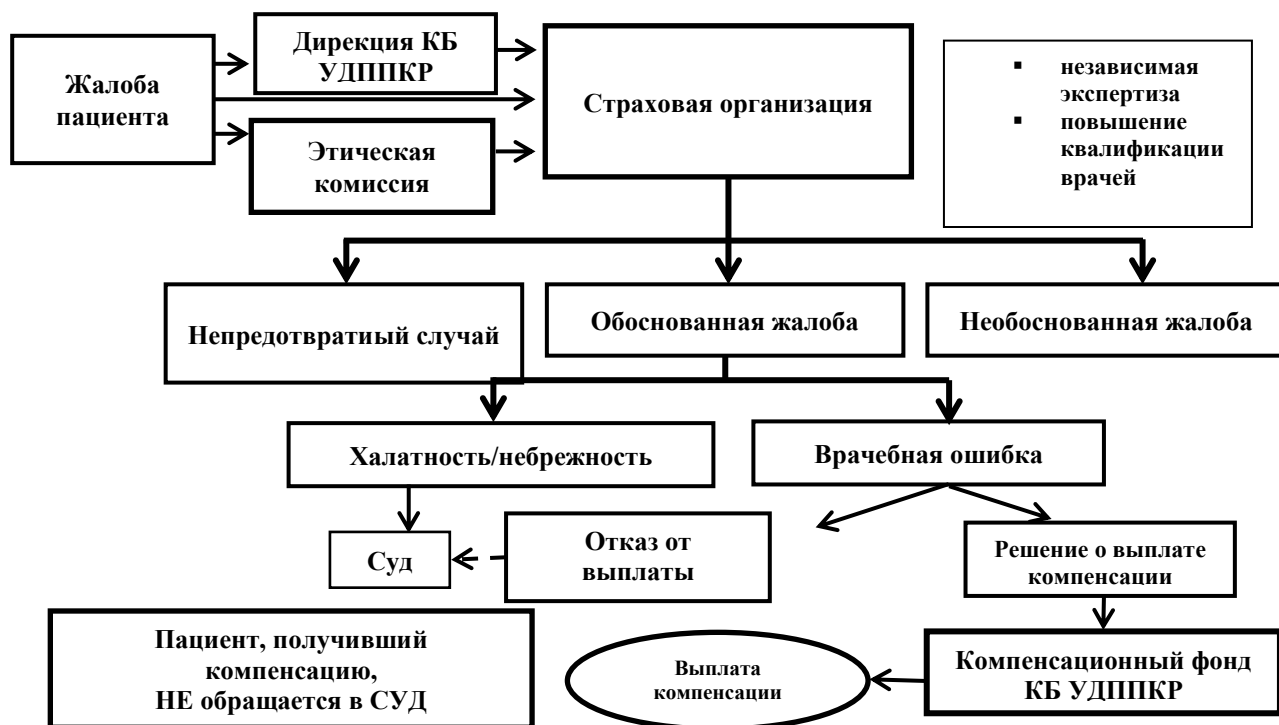 Жалоба
пациента
Дирекция КБ
УДППКР
Этическая
комиссия
Страховая организация
▪ независимая
экспертиза
▪ повышение
квалификации
врачей
Непредотвратиый случай
Обоснованная жалоба
Необоснованная жалоба
Халатность/небрежность
Врачебная ошибка
Суд
Отказ от
выплаты
Решение о выплате
компенсации
Пациент, получивший
компенсацию,
НЕ обращается в СУД
Выплата
компенсации
Компенсационный фонд
КБ УДППКР